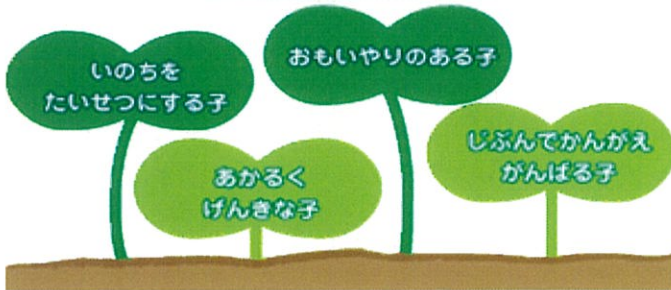 いのちを
たいせつにする子
おもいやりのある子
あかるく
げんきな子
じぶんでかんがえ
がんばる子